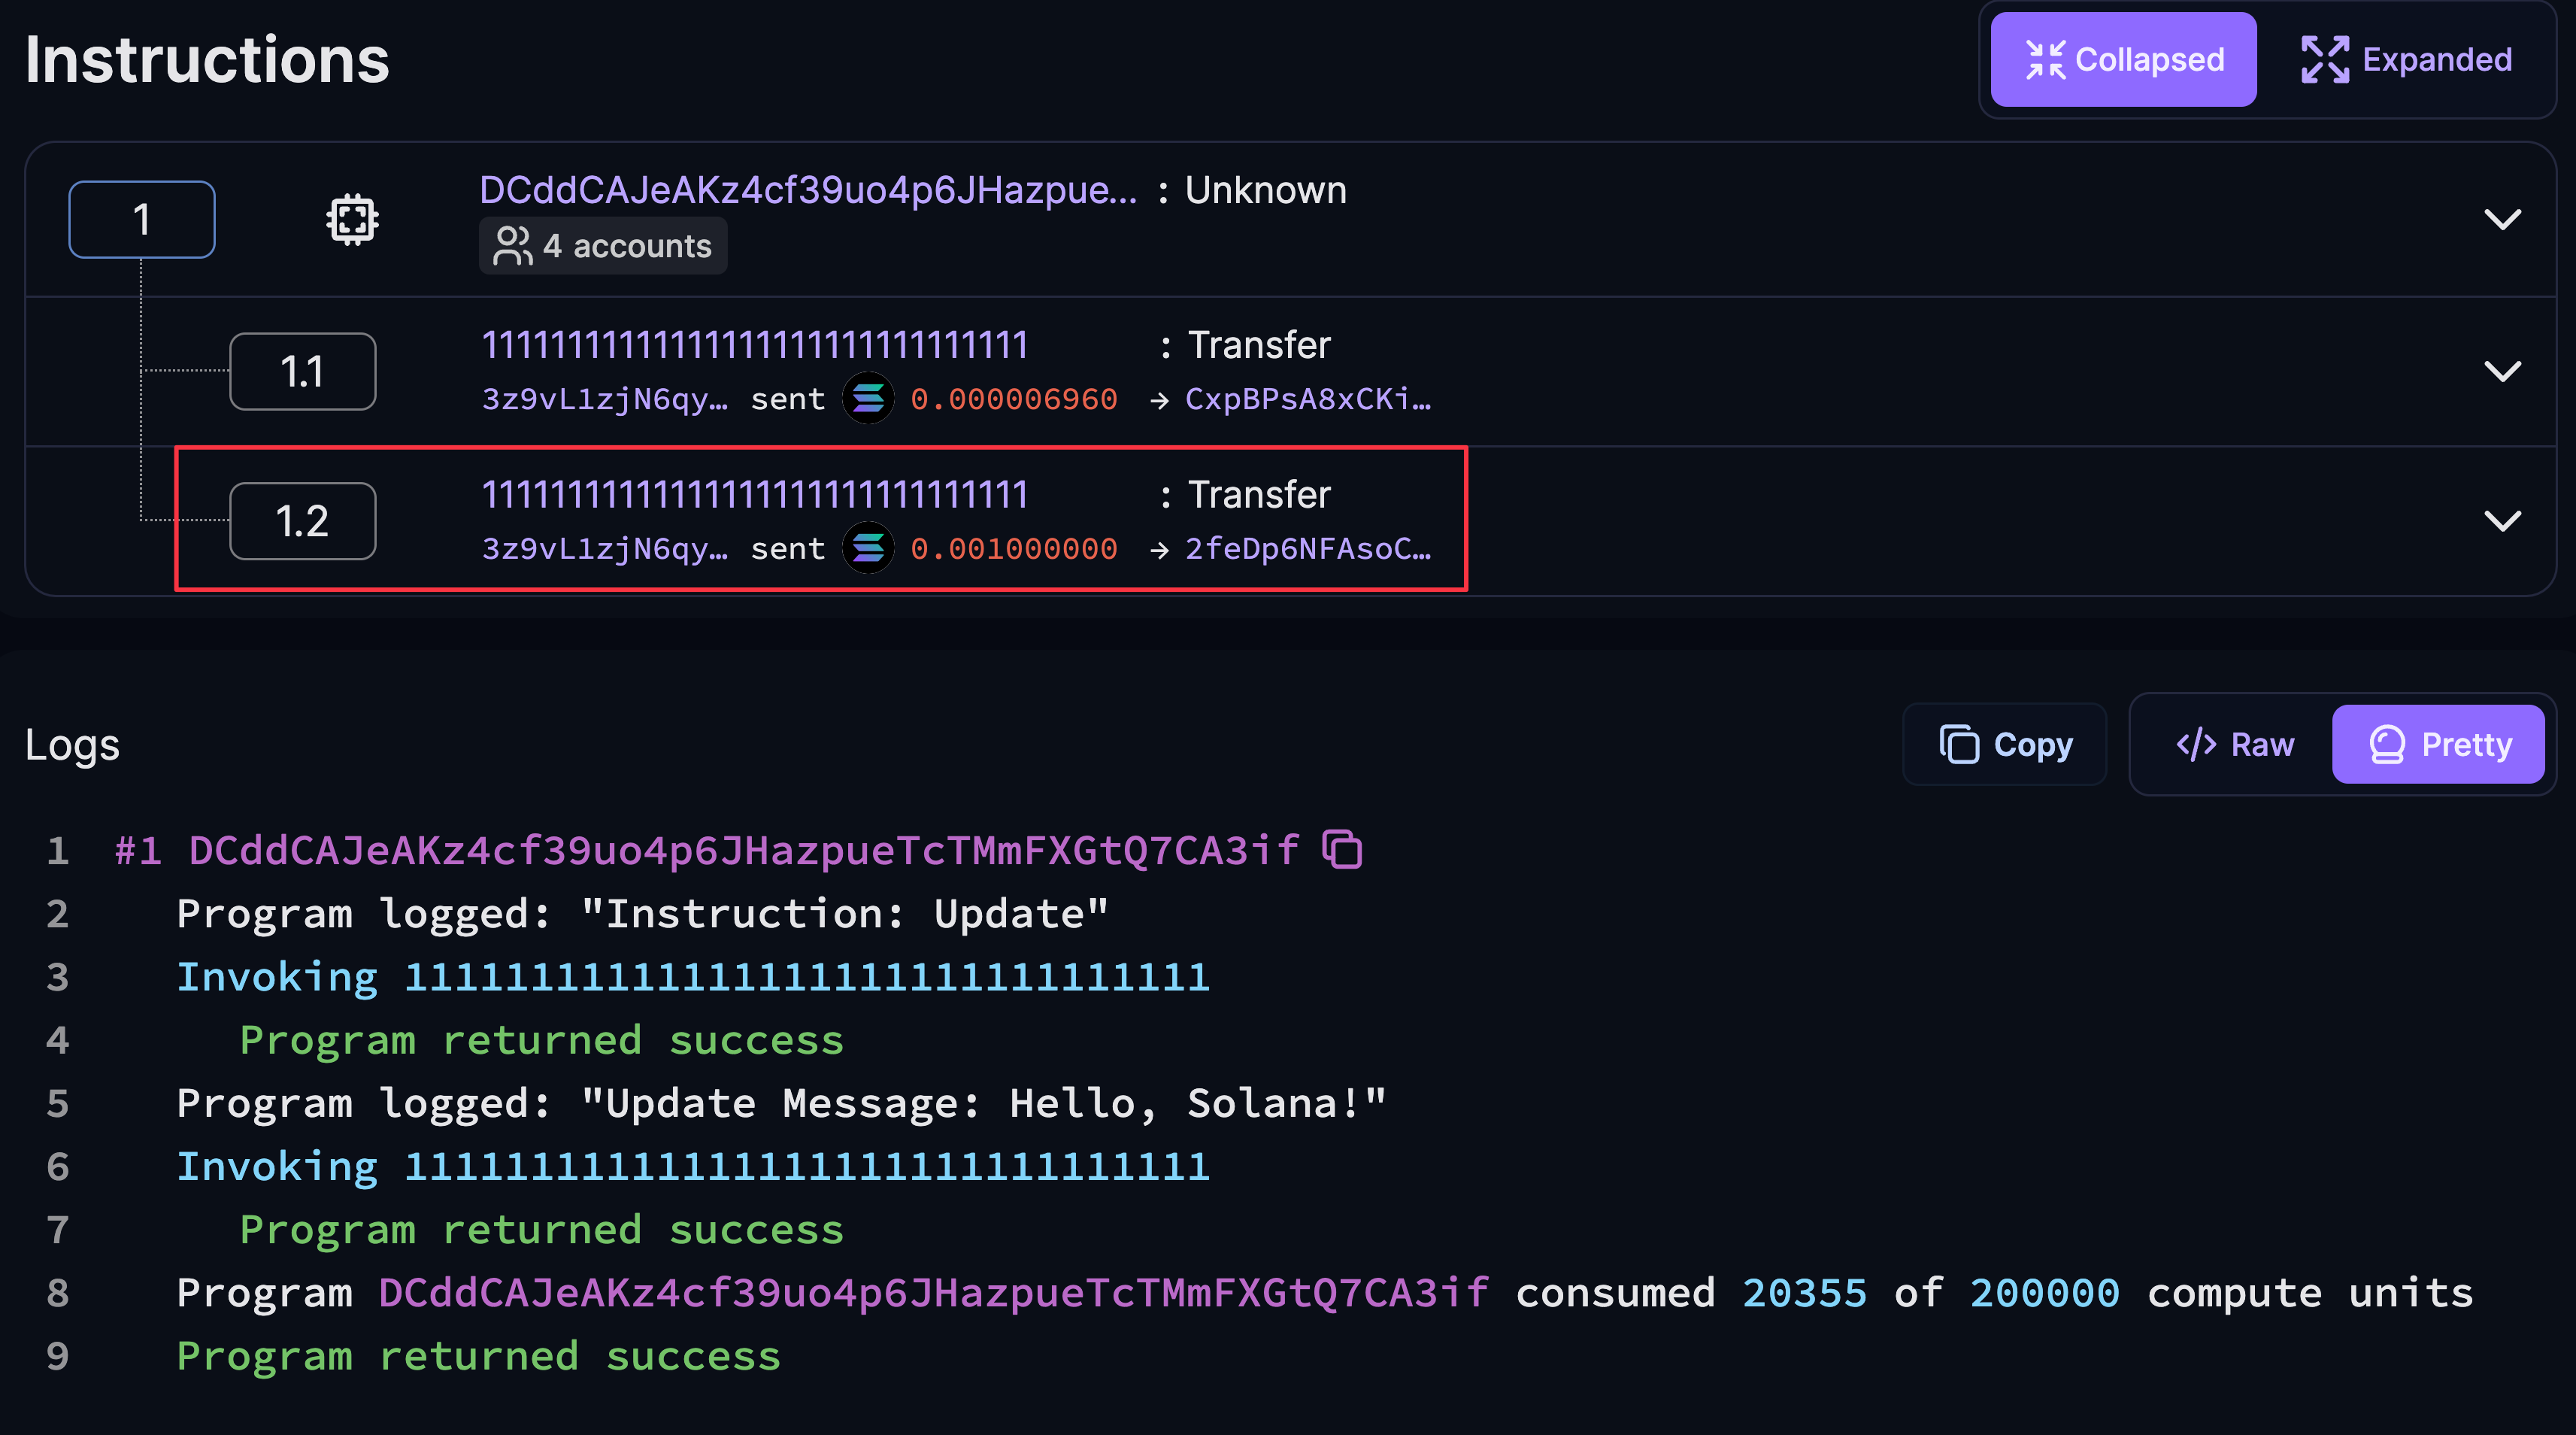 Instructions
Collapsed
Expanded
1
DCddCAJeAKz4cf39uo4p6JHazpue... : Unknown
4 accounts
1.1
11111111111111111111111111111111 : Transfer
3z9vL1zjN6qy… sent 0.000006960 → CxpBPsA8xCKi…
1.2
11111111111111111111111111111111 : Transfer
3z9vL1zjN6qy… sent 0.001000000 → 2feDp6NFAsoC…
Logs
Copy
</> Raw
Pretty
1 #1 DCddCAJeAKz4cf39uo4p6JHazpueTcTMmFXGtQ7CA3if
2 Program logged: "Instruction: Update"
3 Invoking 11111111111111111111111111111111
4 Program returned success
5 Program logged: "Update Message: Hello, Solana!"
6 Invoking 11111111111111111111111111111111
7 Program returned success
8 Program DCddCAJeAKz4cf39uo4p6JHazpueTcTMmFXGtQ7CA3if consumed 20355 of 200000 compute units
9 Program returned success